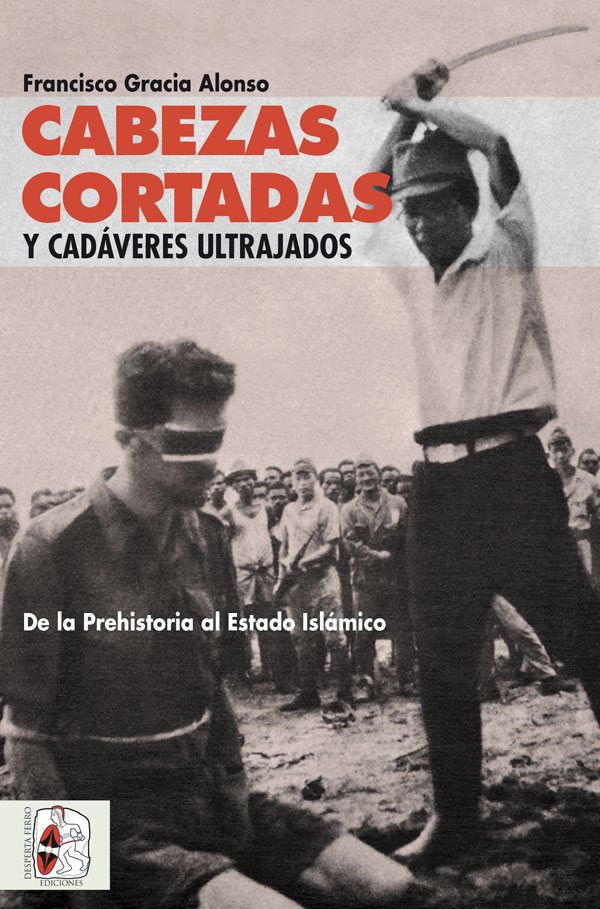 Francisco Gracia Alonso
CABEZAS
CORTADAS
Y CADÁVERES ULTRAJADOS
De la Prehistoria al Estado Islámico
DESPERTA FERRO
EDICIONES